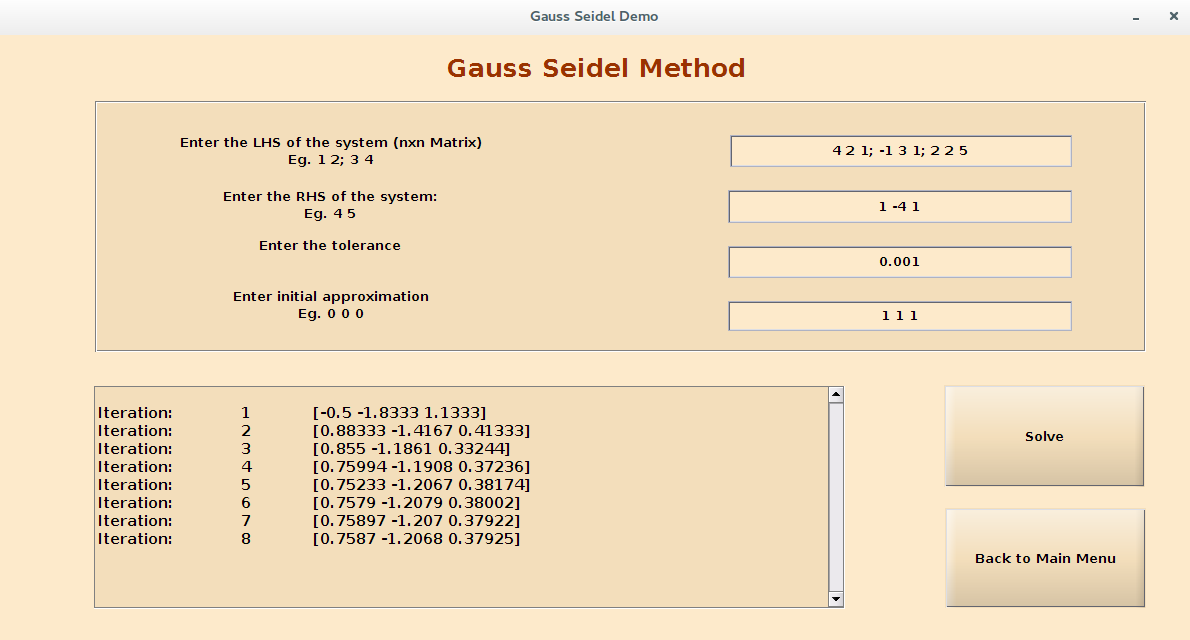 Gauss Seidel Demo
Gauss Seidel Method
Enter the LHS of the system (nxn Matrix)
Eg. 1 2; 3 4
4 2 1; -1 3 1; 2 2 5
Enter the RHS of the system:
Eg. 4 5
1 -4 1
Enter the tolerance
0.001
Enter initial approximation
Eg. 0 0 0
1 1 1
Iteration: 1 [-0.5 -1.8333 1.1333]
Iteration: 2 [0.88333 -1.4167 0.41333]
Iteration: 3 [0.855 -1.1861 0.33244]
Iteration: 4 [0.75994 -1.1908 0.37236]
Iteration: 5 [0.75233 -1.2067 0.38174]
Iteration: 6 [0.7579 -1.2079 0.38002]
Iteration: 7 [0.75897 -1.207 0.37922]
Iteration: 8 [0.7587 -1.2068 0.37925]
Solve
Back to Main Menu